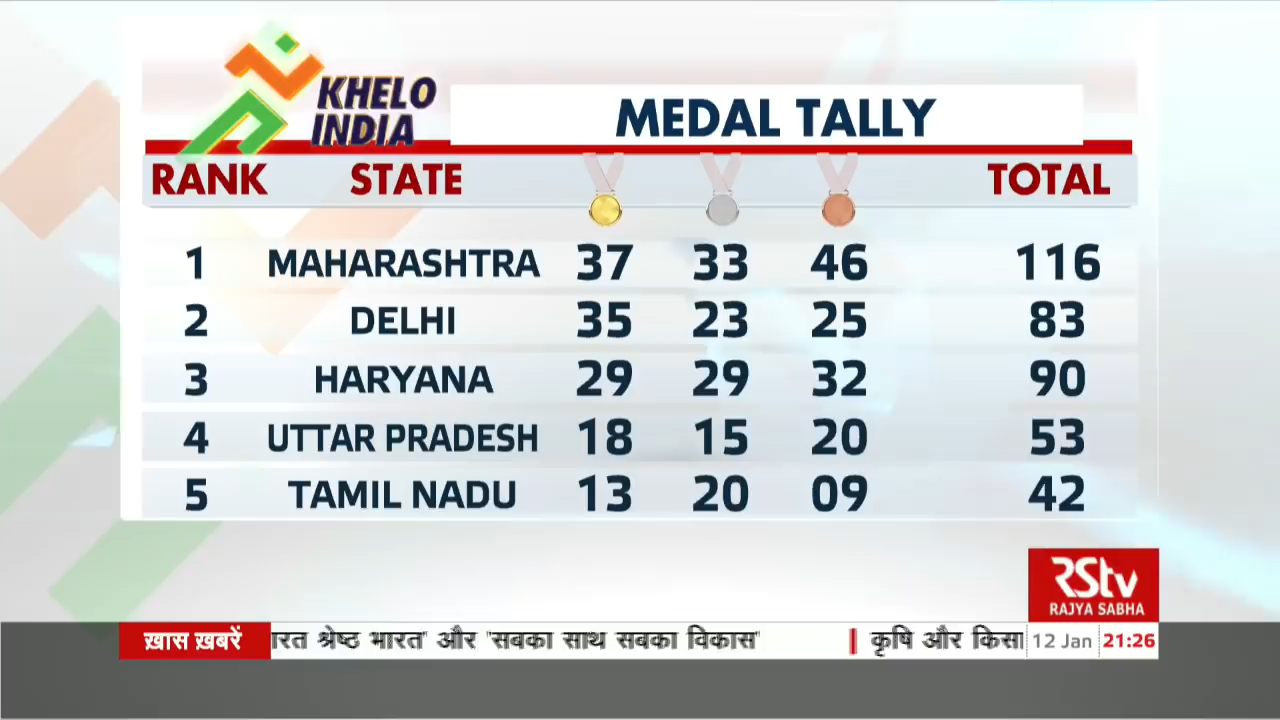 KHELO
INDIA
MEDAL TALLY
RANK STATE TOTAL
1 MAHARASHTRA 37 33 46 116
2 DELHI 35 23 25 83
3 HARYANA 29 29 32 90
4 UTTAR PRADESH 18 15 20 53
5 TAMIL NADU 13 20 09 42
RStv
RAJYA SABHA
ख़ास ख़बरें ारत श्रेष्ठ भारत' और 'सबका साथ सबका विकास' | कृषि और किसा 12 Jan 21:26